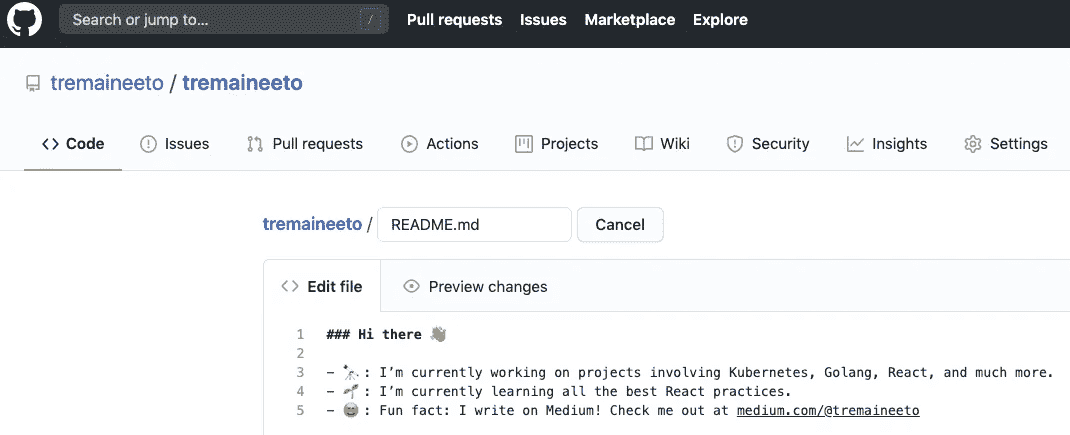 Search or jump to... /
Pull requests Issues Marketplace Explore
tremaineeto / tremaineeto
<> Code Issues Pull requests Actions Projects Wiki Security Insights Settings
tremaineeto / README.md Cancel
<> Edit file Preview changes
1 ### Hi there 👋
2
3 - 🔭 : I’m currently working on projects involving Kubernetes, Golang, React, and much more.
4 - 🌱 : I’m currently learning all the best React practices.
5 - 😄 : Fun fact: I write on Medium! Check me out at medium.com/@tremaineeto